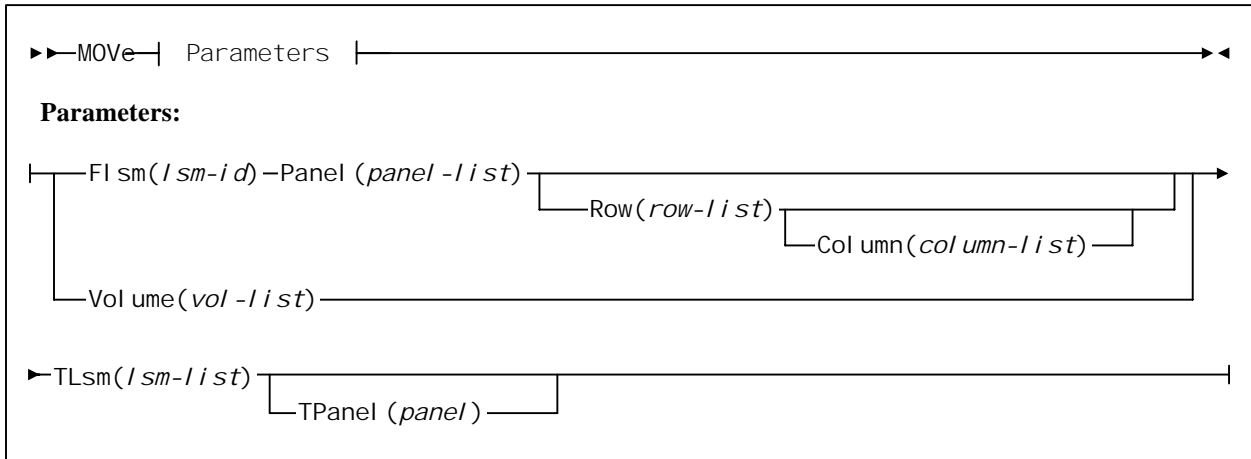 MOVe Parameters
Parameters:
Flsm(lsm-id) Panel(panel-list)
Row(row-list)
Column(column-list)
Volume(vol-list)
TLsm(lsm-list)
TPanel(panel)